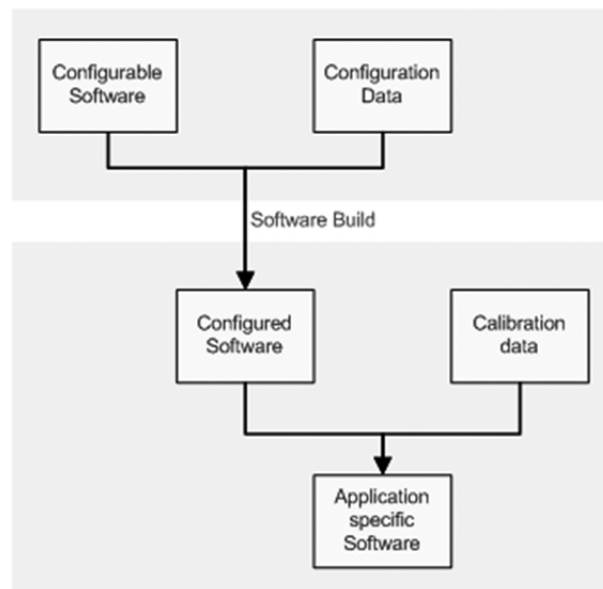 Configurable
Software
Configuration
Data
Software Build
Configured
Software
Calibration
data
Application
specific
Software